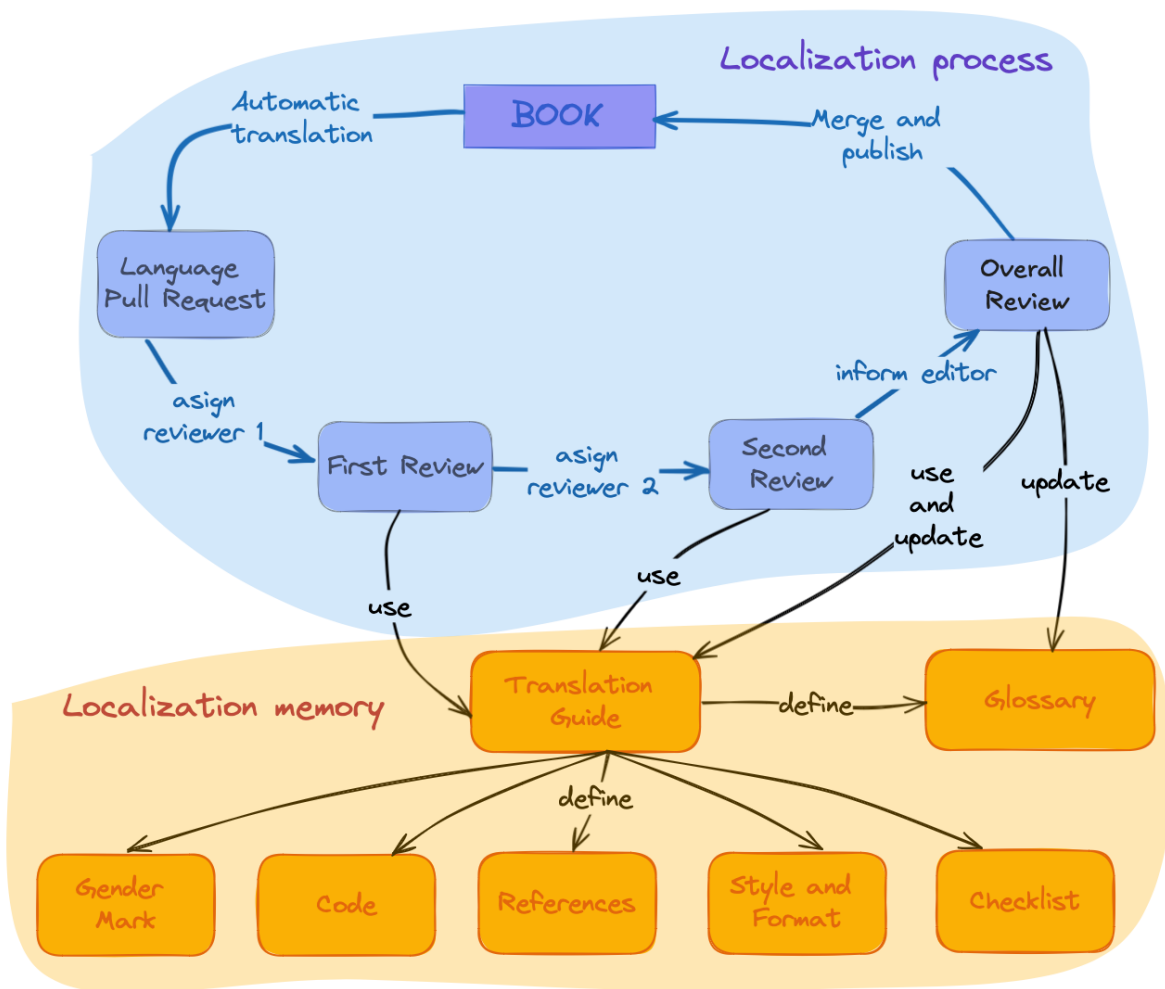 Localization process
Automatic
translation
BOOK
Merge and
publish
Language
Pull Request
Overall
Review
asign
reviewer 1
inform editor
First Review
asign
reviewer 2
Second
Review
use
and
update
update
use
use
Localization memory
Translation
Guide
define
Glossary
define
Gender
Mark
Code
References
Style and
Format
Checklist